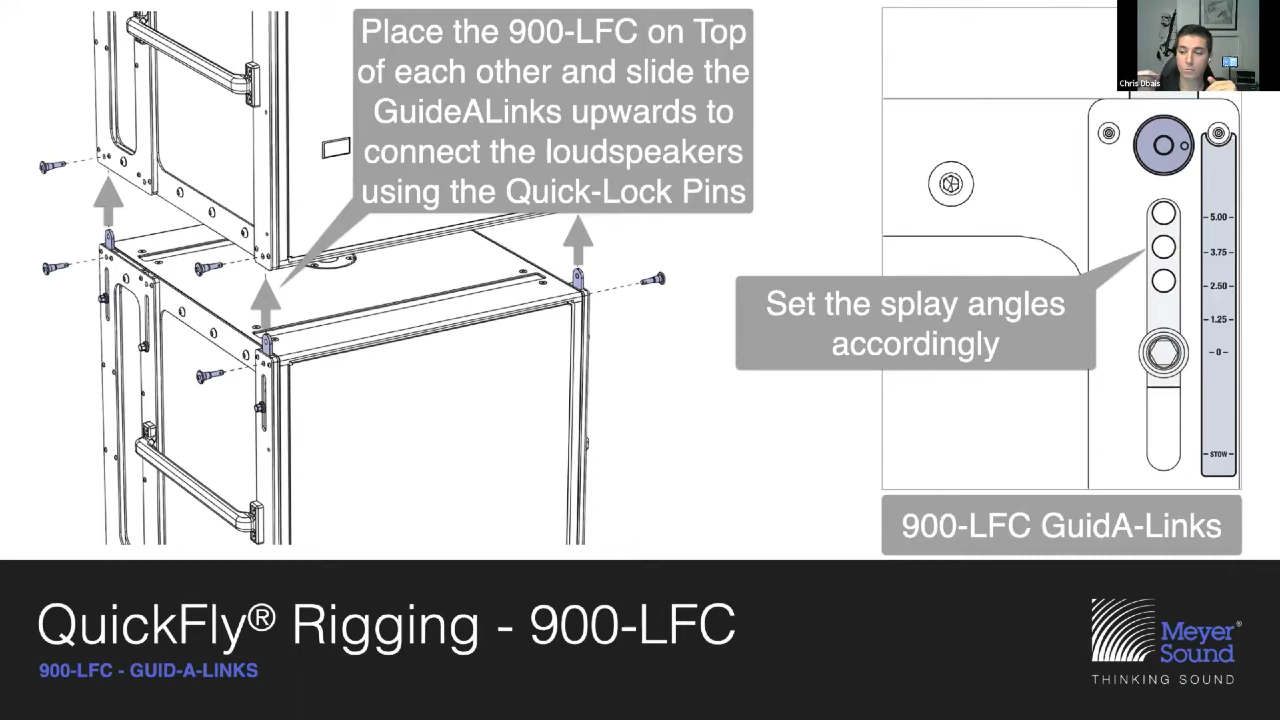 Place the 900-LFC on Top
of each other and slide the
GuideALinks upwards to
connect the loudspeakers
using the Quick-Lock Pins
Chris Dbais
5.00
3.75
2.50
1.25
0
STOW
Set the splay angles
accordingly
900-LFC GuidA-Links
QuickFly® Rigging - 900-LFC
900-LFC - GUID-A-LINKS
Meyer
Sound®
THINKING SOUND